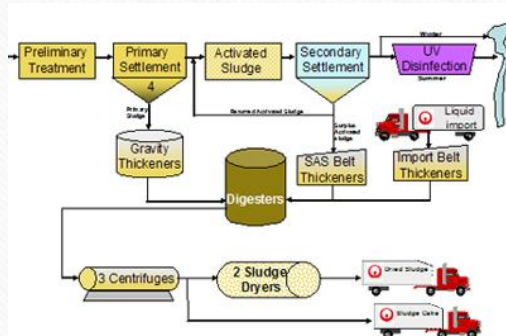 Preliminary
Treatment
Primary
Settlement
4
Activated
Sludge
Secondary
Settlement
Winter
UV
Disinfection
Summer
Primary
Sludge
Returned Activated Sludge
Surplus
Activated
sludge
Liquid
import
Gravity
Thickeners
Digesters
SAS Belt
Thickeners
Import Belt
Thickeners
3 Centrifuges
2 Sludge
Dryers
Dried Sludge
Sludge Cake